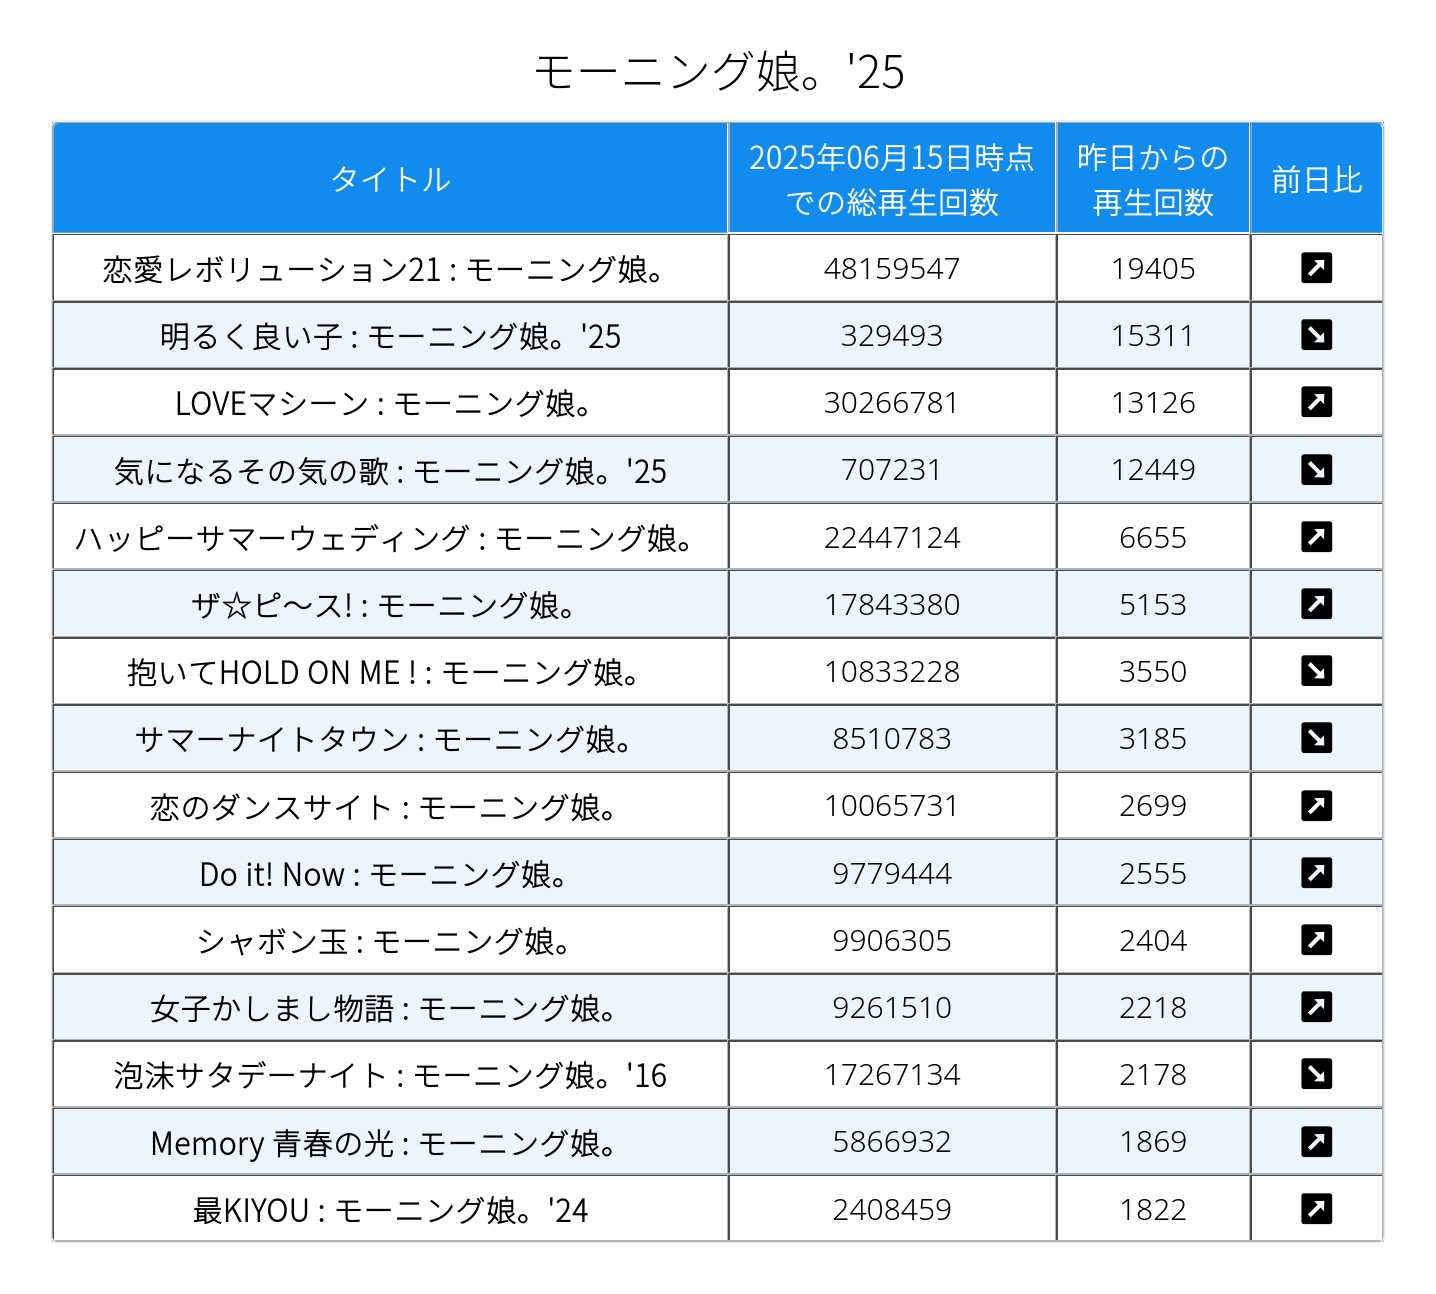 モーニング娘。'25
タイトル 2025年06月15日時点での総再生回数 昨日からの再生回数 前日比
恋愛レボリューション21 : モーニング娘。 48159547 19405 ↗
明るく良い子 : モーニング娘。'25 329493 15311 ↘
LOVEマシーン : モーニング娘。 30266781 13126 ↗
気になるその気の歌 : モーニング娘。'25 707231 12449 ↘
ハッピーサマーウェディング : モーニング娘。 22447124 6655 ↗
ザ☆ピ〜ス! : モーニング娘。 17843380 5153 ↗
抱いてHOLD ON ME ! : モーニング娘。 10833228 3550 ↘
サマーナイトタウン : モーニング娘。 8510783 3185 ↘
恋のダンスサイト : モーニング娘。 10065731 2699 ↗
Do it! Now : モーニング娘。 9779444 2555 ↗
シャボン玉 : モーニング娘。 9906305 2404 ↗
女子かしまし物語 : モーニング娘。 9261510 2218 ↗
泡沫サタデーナイト : モーニング娘。'16 17267134 2178 ↘
Memory 青春の光 : モーニング娘。 5866932 1869 ↗
最KIYOU : モーニング娘。'24 2408459 1822 ↗